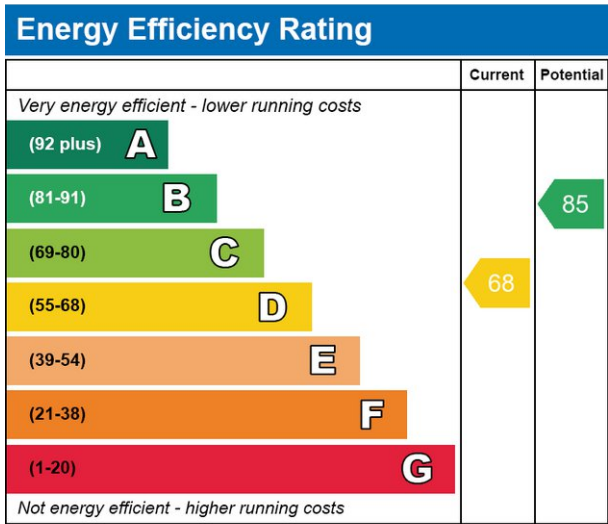 Energy Efficiency Rating
Current Potential
Very energy efficient - lower running costs
(92 plus) A
(81-91) B
85
(69-80) C
68
(55-68) D
(39-54) E
(21-38) F
(1-20) G
Not energy efficient - higher running costs